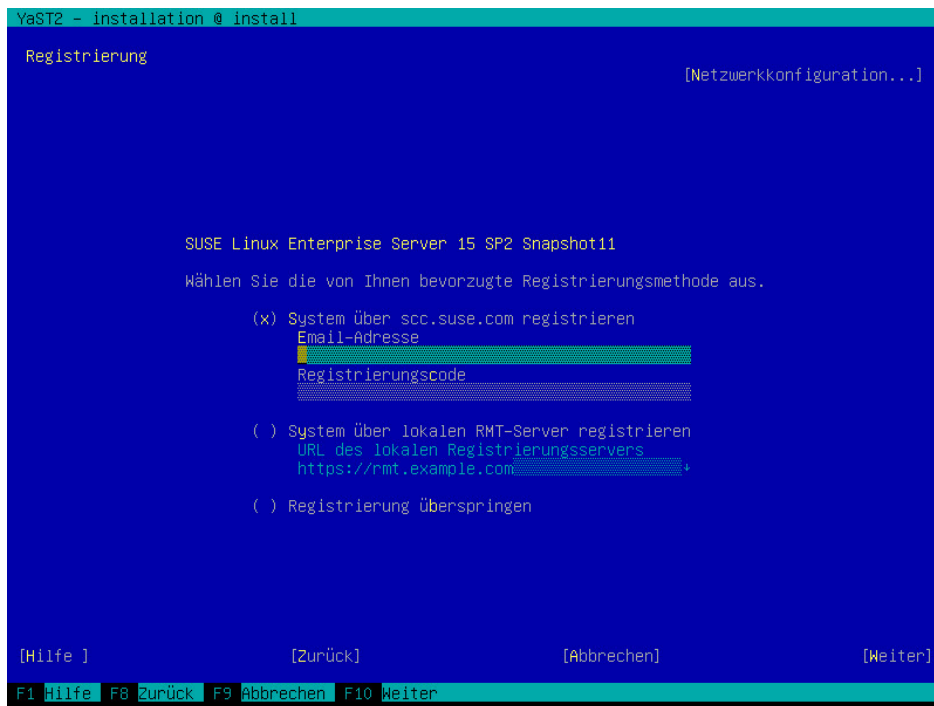 YaST2 - installation @ install
Registrierung
[Netzwerkkonfiguration...]
SUSE Linux Enterprise Server 15 SP2 Snapshot11
Wählen Sie die von Ihnen bevorzugte Registrierungsmethode aus.
(x) System über scc.suse.com registrieren
Email-Adresse
Registrierungscode
( ) System über lokalen RMT-Server registrieren
URL des lokalen Registrierungsservers
https://rmt.example.com
( ) Registrierung überspringen
[Hilfe ] [Zurück] [Abbrechen] [Weiter]
F1 Hilfe F8 Zurück F9 Abbrechen F10 Weiter